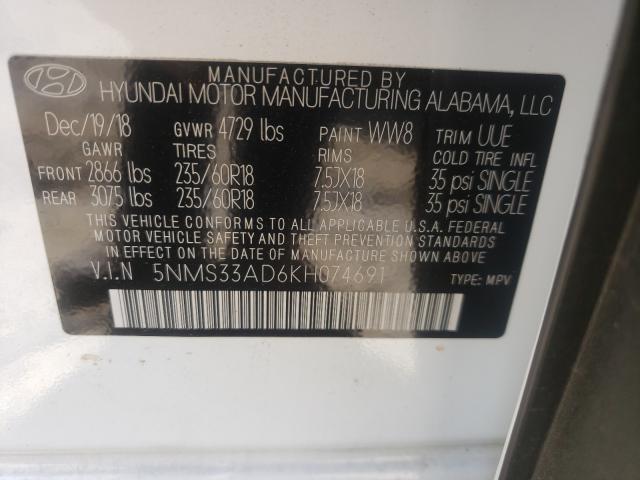 MANUFACTURED BY
HYUNDAI MOTOR MANUFACTURING ALABAMA, LLC
Dec/19/18 GVWR 4729 lbs PAINT WW8 TRIM UUE
GAWR TIRES RIMS COLD TIRE INFL
FRONT 2866 lbs 235/60R18 7.5JX18 35 psi SINGLE
REAR 3075 lbs 235/60R18 7.5JX18 35 psi SINGLE
THIS VEHICLE CONFORMS TO ALL APPLICABLE U.S.A. FEDERAL
MOTOR VEHICLE SAFETY AND THEFT PREVENTION STANDARDS
IN EFFECT ON THE DATE OF MANUFACTURE SHOWN ABOVE.
V.I.N 5NMS33AD6KH074691 TYPE: MPV